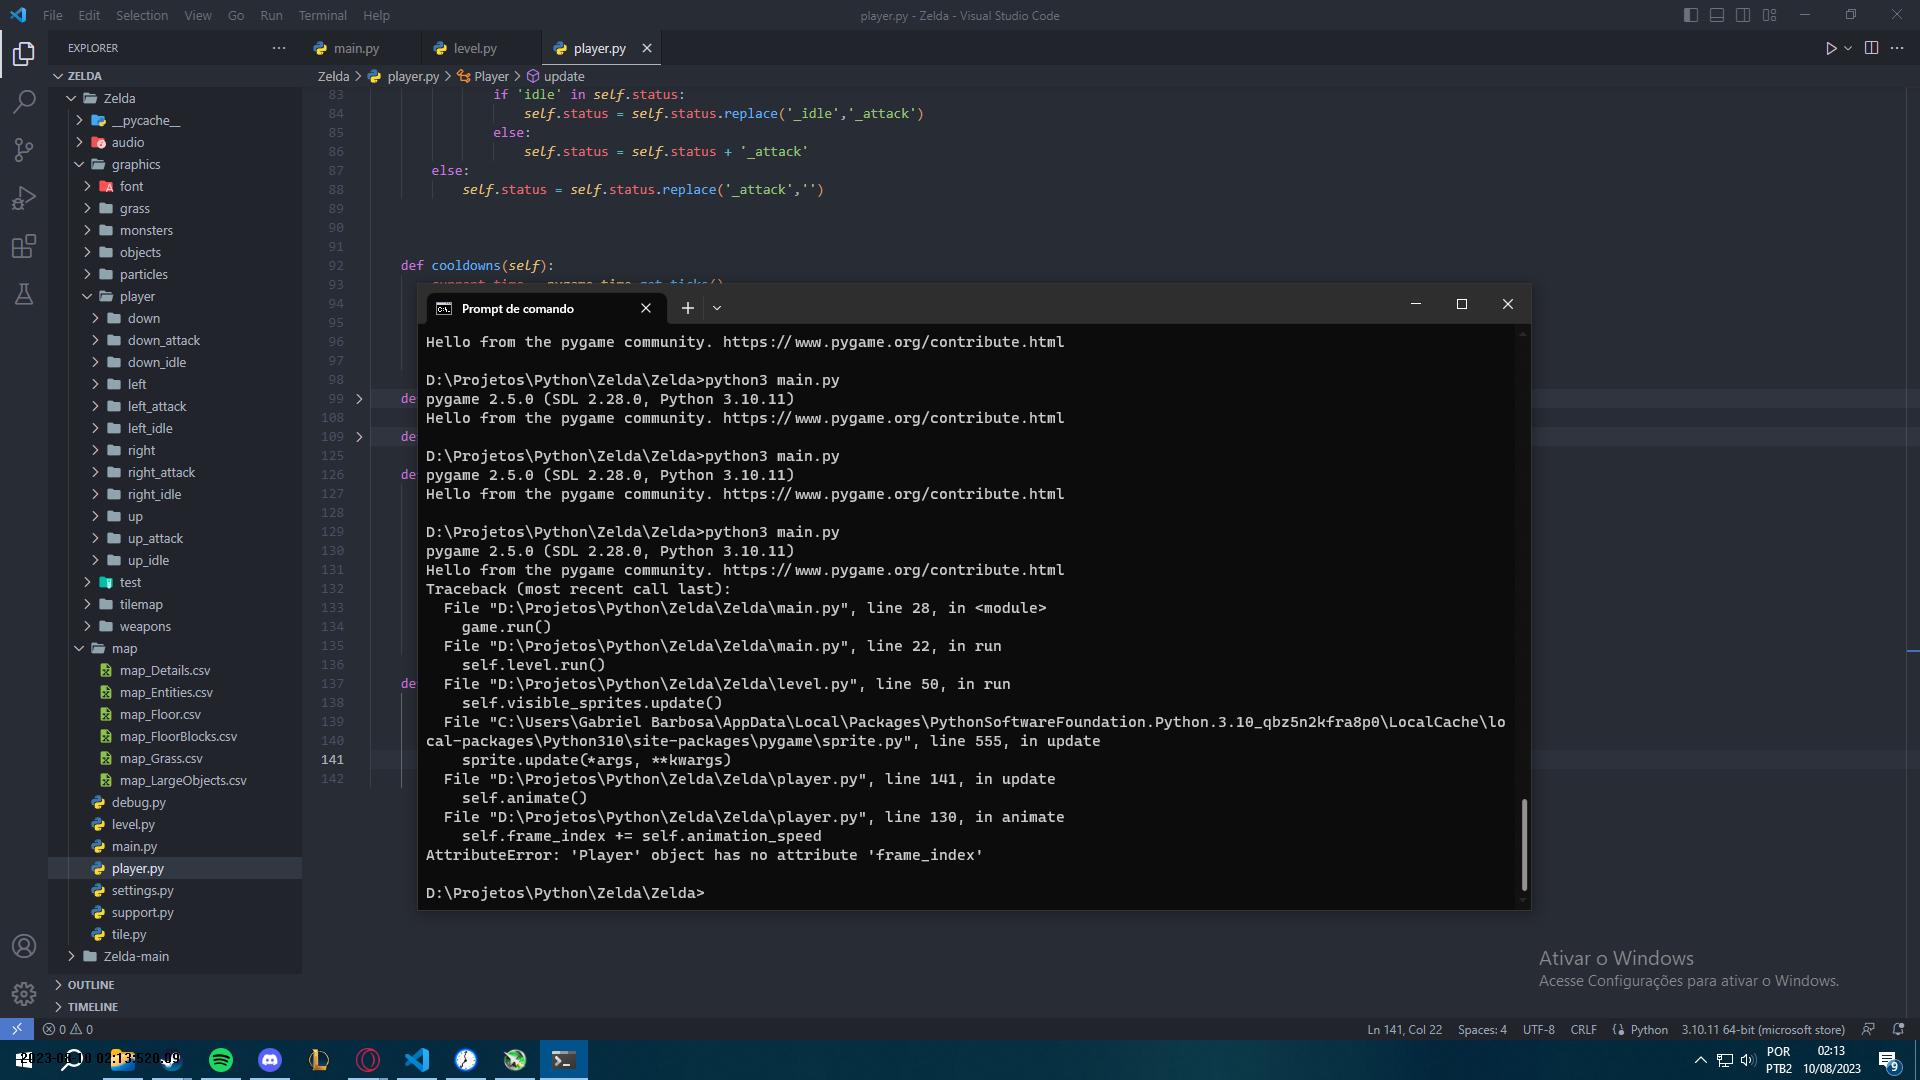 File Edit Selection View Go Run Terminal Help
player.py - Zelda - Visual Studio Code
EXPLORER
main.py
level.py
player.py
ZELDA
Zelda > player.py > Player > update
Zelda
__pycache__
audio
graphics
font
grass
monsters
objects
particles
player
down
down_attack
down_idle
left
left_attack
left_idle
right
right_attack
right_idle
up
up_attack
up_idle
test
tilemap
weapons
map
map_Details.csv
map_Entities.csv
map_Floor.csv
map_FloorBlocks.csv
map_Grass.csv
map_LargeObjects.csv
debug.py
level.py
main.py
player.py
settings.py
support.py
tile.py
Zelda-main
OUTLINE
TIMELINE
83 if 'idle' in self.status:
84 self.status = self.status.replace('_idle','_attack')
85 else:
86 self.status = self.status + '_attack'
87 else:
88 self.status = self.status.replace('_attack','')
89
90
91
92 def cooldowns(self):
93 current_time = pygame.time.get_ticks()
94
95
96
97
98
99 de
108
109 de
125
126 de
127
128
129
130
131
132
133
134
135
136
137 de
138
139
140
141
142
Prompt de comando
Hello from the pygame community. https://www.pygame.org/contribute.html
D:\Projetos\Python\Zelda\Zelda>python3 main.py
pygame 2.5.0 (SDL 2.28.0, Python 3.10.11)
Hello from the pygame community. https://www.pygame.org/contribute.html
D:\Projetos\Python\Zelda\Zelda>python3 main.py
pygame 2.5.0 (SDL 2.28.0, Python 3.10.11)
Hello from the pygame community. https://www.pygame.org/contribute.html
D:\Projetos\Python\Zelda\Zelda>python3 main.py
pygame 2.5.0 (SDL 2.28.0, Python 3.10.11)
Hello from the pygame community. https://www.pygame.org/contribute.html
Traceback (most recent call last):
File "D:\Projetos\Python\Zelda\Zelda\main.py", line 28, in <module>
game.run()
File "D:\Projetos\Python\Zelda\Zelda\main.py", line 22, in run
self.level.run()
File "D:\Projetos\Python\Zelda\Zelda\level.py", line 50, in run
self.visible_sprites.update()
File "C:\Users\Gabriel Barbosa\AppData\Local\Packages\PythonSoftwareFoundation.Python.3.10_qbz5n2kfra8p0\LocalCache\lo
cal-packages\Python310\site-packages\pygame\sprite.py", line 555, in update
sprite.update(*args, **kwargs)
File "D:\Projetos\Python\Zelda\Zelda\player.py", line 141, in update
self.animate()
File "D:\Projetos\Python\Zelda\Zelda\player.py", line 130, in animate
self.frame_index += self.animation_speed
AttributeError: 'Player' object has no attribute 'frame_index'
D:\Projetos\Python\Zelda\Zelda>
Ativar o Windows
Acesse Configurações para ativar o Windows.
0 0
Ln 141, Col 22 Spaces: 4 UTF-8 CRLF Python 3.10.11 64-bit (microsoft store)
POR
PTB2
02:13
10/08/2023
9